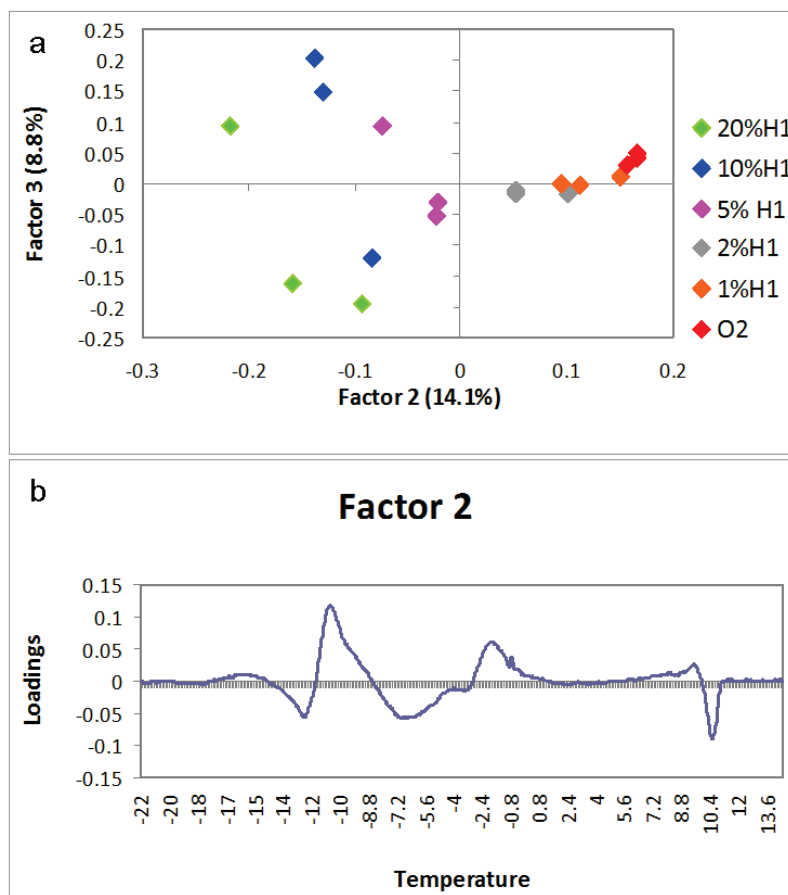 a
Factor 3 (8.8%)
0.25
0.2
0.15
0.1
0.05
0
-0.05
-0.1
-0.15
-0.2
-0.25
-0.3 -0.2 -0.1 0 0.1 0.2
Factor 2 (14.1%)
20%H1
10%H1
5% H1
2%H1
1%H1
O2
b
Factor 2
Loadings
0.15
0.1
0.05
0
-0.05
-0.1
-0.15
-22 -20 -17 -15 -14 -12 -10 -8.8 -7.2 -5.6 -4 -2.4 -0.8 0.8 2.4 4 5.6 7.2 8.8 10.4 12 13.6
Temperature